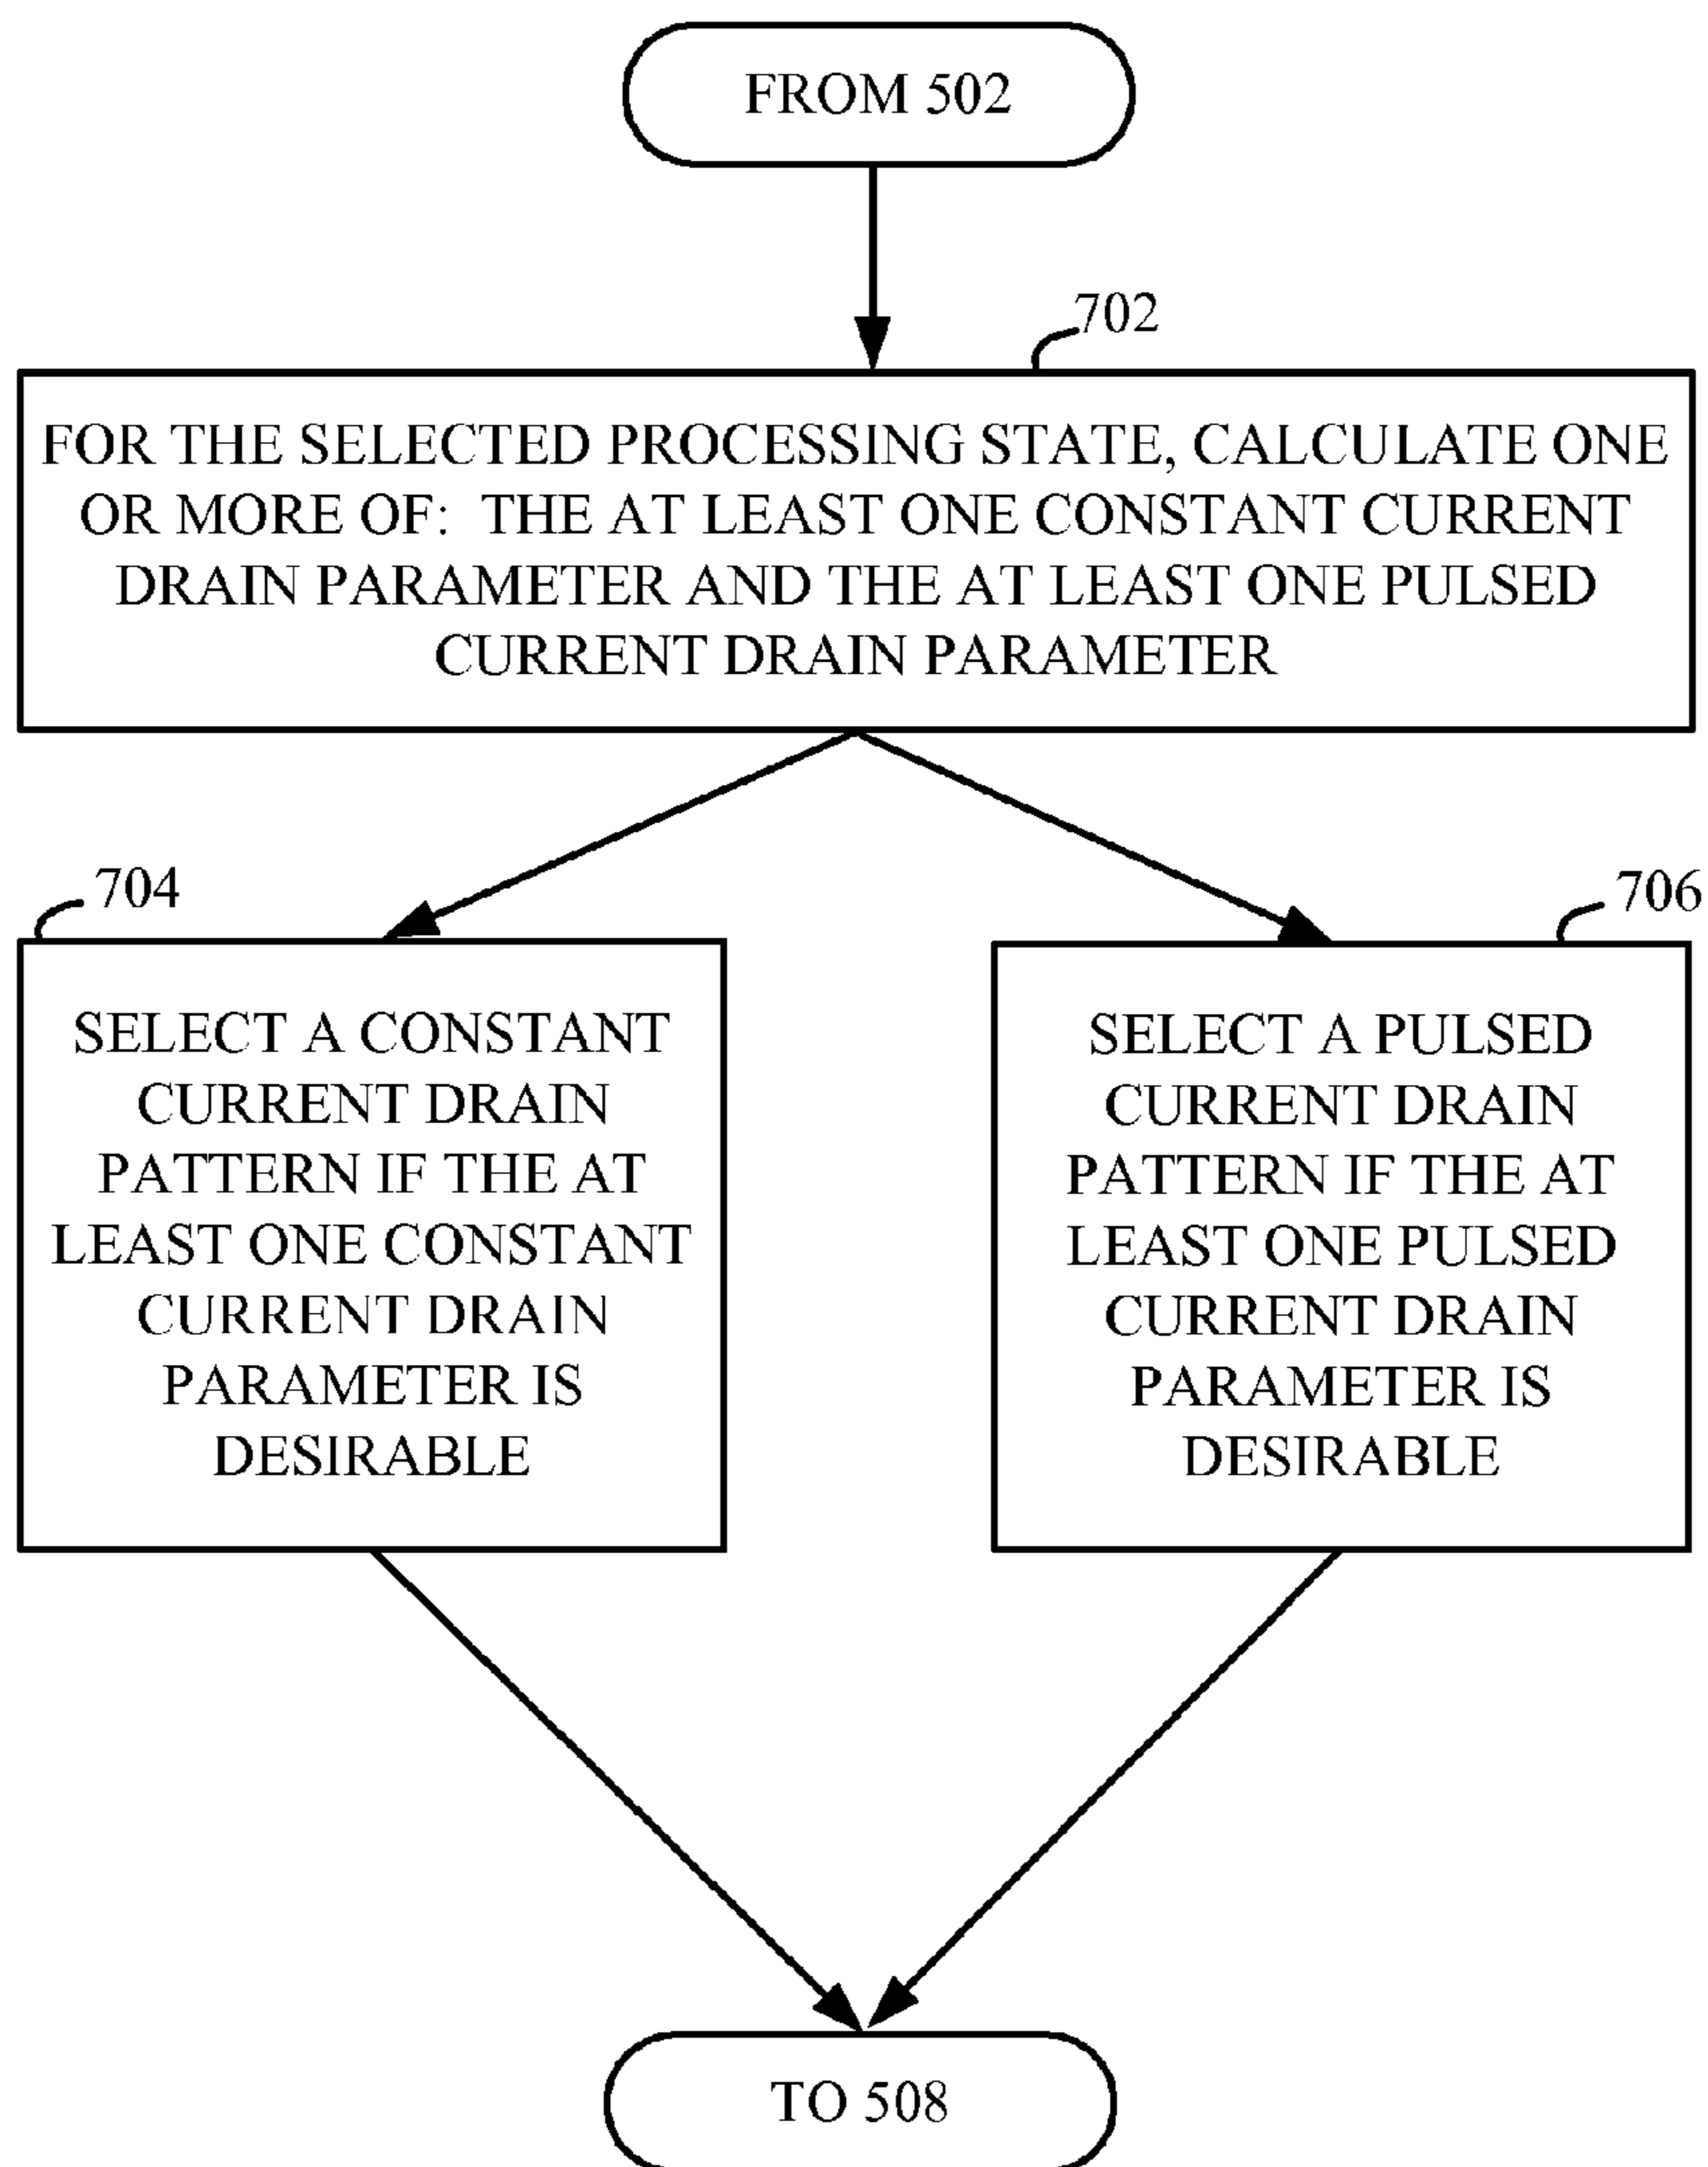 FROM 502
702
FOR THE SELECTED PROCESSING STATE, CALCULATE ONE
OR MORE OF: THE AT LEAST ONE CONSTANT CURRENT
DRAIN PARAMETER AND THE AT LEAST ONE PULSED
CURRENT DRAIN PARAMETER
704
SELECT A CONSTANT
CURRENT DRAIN
PATTERN IF THE AT
LEAST ONE CONSTANT
CURRENT DRAIN
PARAMETER IS
DESIRABLE
706
SELECT A PULSED
CURRENT DRAIN
PATTERN IF THE AT
LEAST ONE PULSED
CURRENT DRAIN
PARAMETER IS
DESIRABLE
TO 508